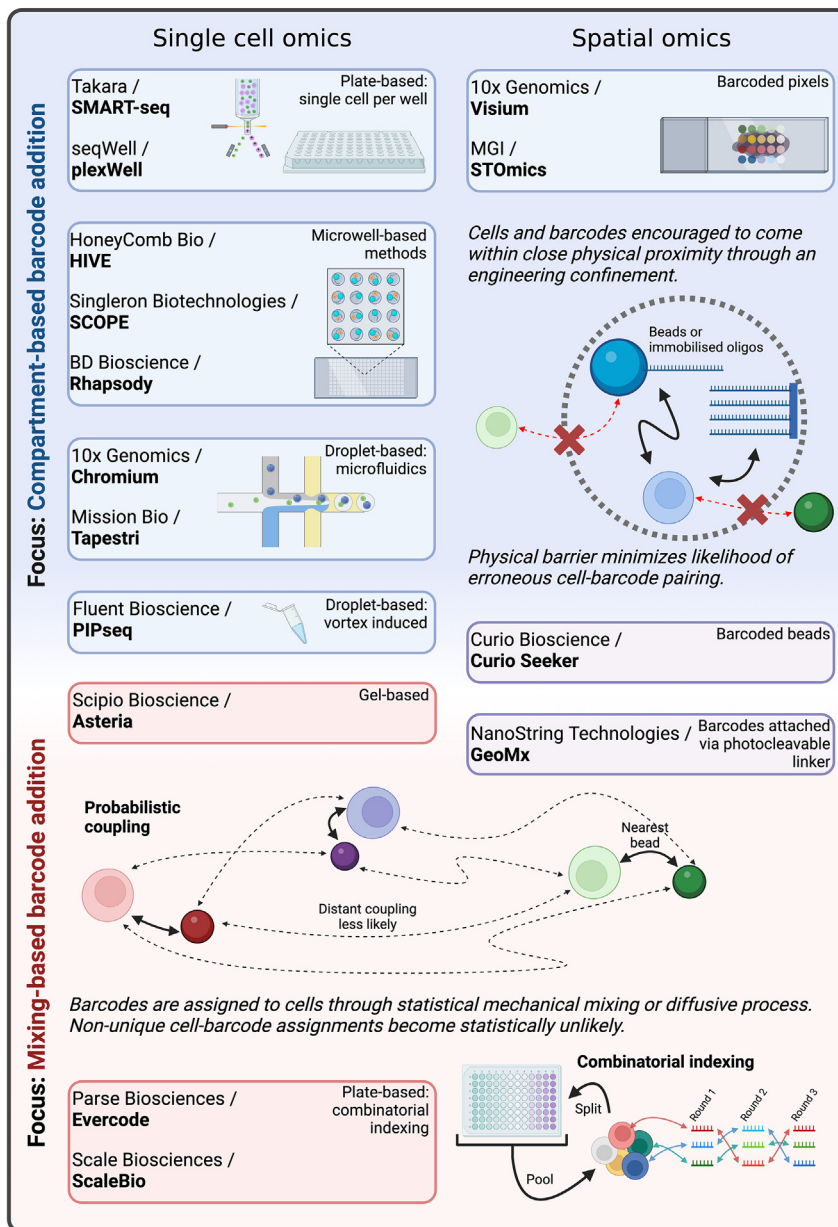 Single cell omics
Spatial omics
Focus: Compartment-based barcode addition
Takara /
SMART-seq
seqWell /
plexWell
Plate-based:
single cell per well
HoneyComb Bio /
HIVE
Singleron Biotechnologies /
SCOPE
BD Bioscience /
Rhapsody
Microwell-based
methods
10x Genomics /
Chromium
Mission Bio /
Tapestri
Droplet-based:
microfluidics
Fluent Bioscience /
PIPseq
Droplet-based:
vortex induced
10x Genomics /
Visium
MGI /
STOmics
Barcoded pixels
Cells and barcodes encouraged to come
within close physical proximity through an
engineering confinement.
Beads or
immobilised oligos
Physical barrier minimizes likelihood of
erroneous cell-barcode pairing.
Curio Bioscience /
Curio Seeker
Barcoded beads
NanoString Technologies /
GeoMx
Barcodes attached
via photocleavable
linker
Focus: Mixing-based barcode addition
Scipio Bioscience /
Asteria
Gel-based
Probabilistic
coupling
Nearest
bead
Distant coupling
less likely
Barcodes are assigned to cells through statistical mechanical mixing or diffusive process.
Non-unique cell-barcode assignments become statistically unlikely.
Parse Biosciences /
Evercode
Scale Biosciences /
ScaleBio
Plate-based:
combinatorial
indexing
Combinatorial indexing
Split
Pool
Round 1
Round 2
Round 3